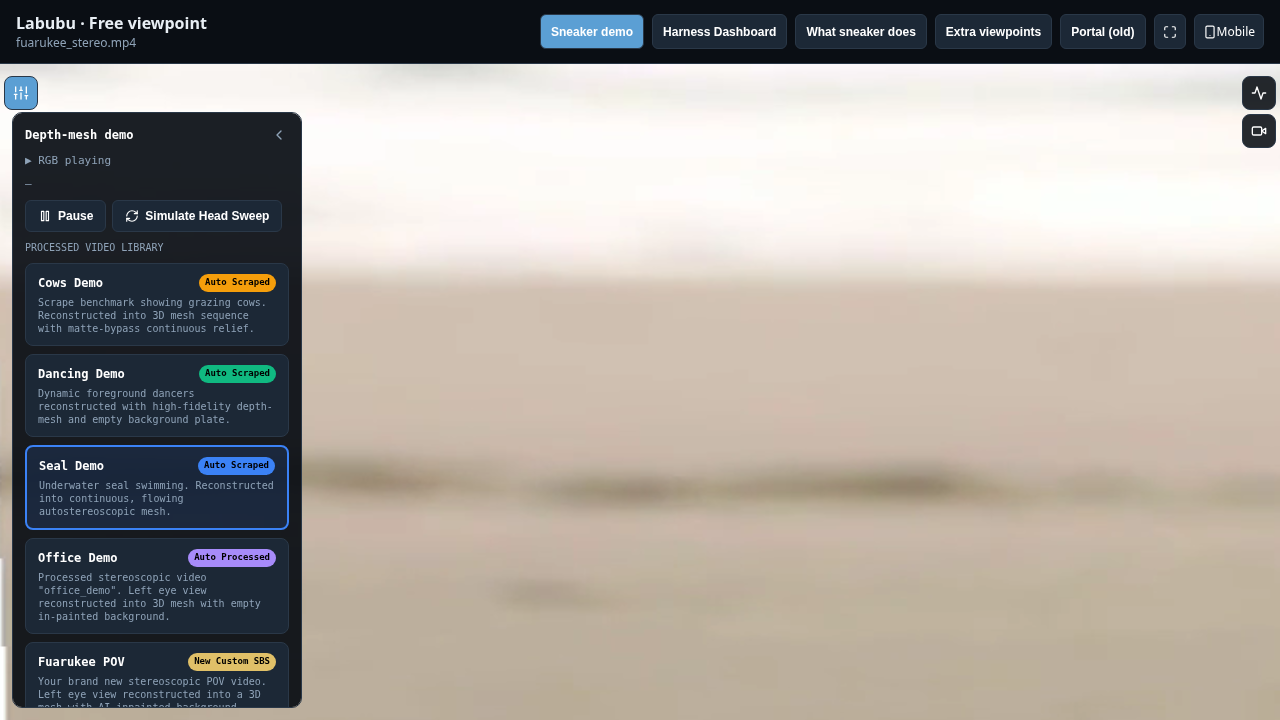 Labubu · Free viewpoint
fuarukee_stereo.mp4
Sneaker demo
Harness Dashboard
What sneaker does
Extra viewpoints
Portal (old)
Mobile
Depth-mesh demo
▶ RGB playing
—
Pause
Simulate Head Sweep
PROCESSED VIDEO LIBRARY
Cows Demo
Auto Scraped
Scrape benchmark showing grazing cows.
Reconstructed into 3D mesh sequence
with matte-bypass continuous relief.
Dancing Demo
Auto Scraped
Dynamic foreground dancers
reconstructed with high-fidelity depth-
mesh and empty background plate.
Seal Demo
Auto Scraped
Underwater seal swimming. Reconstructed
into continuous, flowing
autostereoscopic mesh.
Office Demo
Auto Processed
Processed stereoscopic video
"office_demo". Left eye view
reconstructed into 3D mesh with empty
in-painted background.
Fuarukee POV
New Custom SBS
Your brand new stereoscopic POV video.
Left eye view reconstructed into a 3D
mesh with AI inpainted background